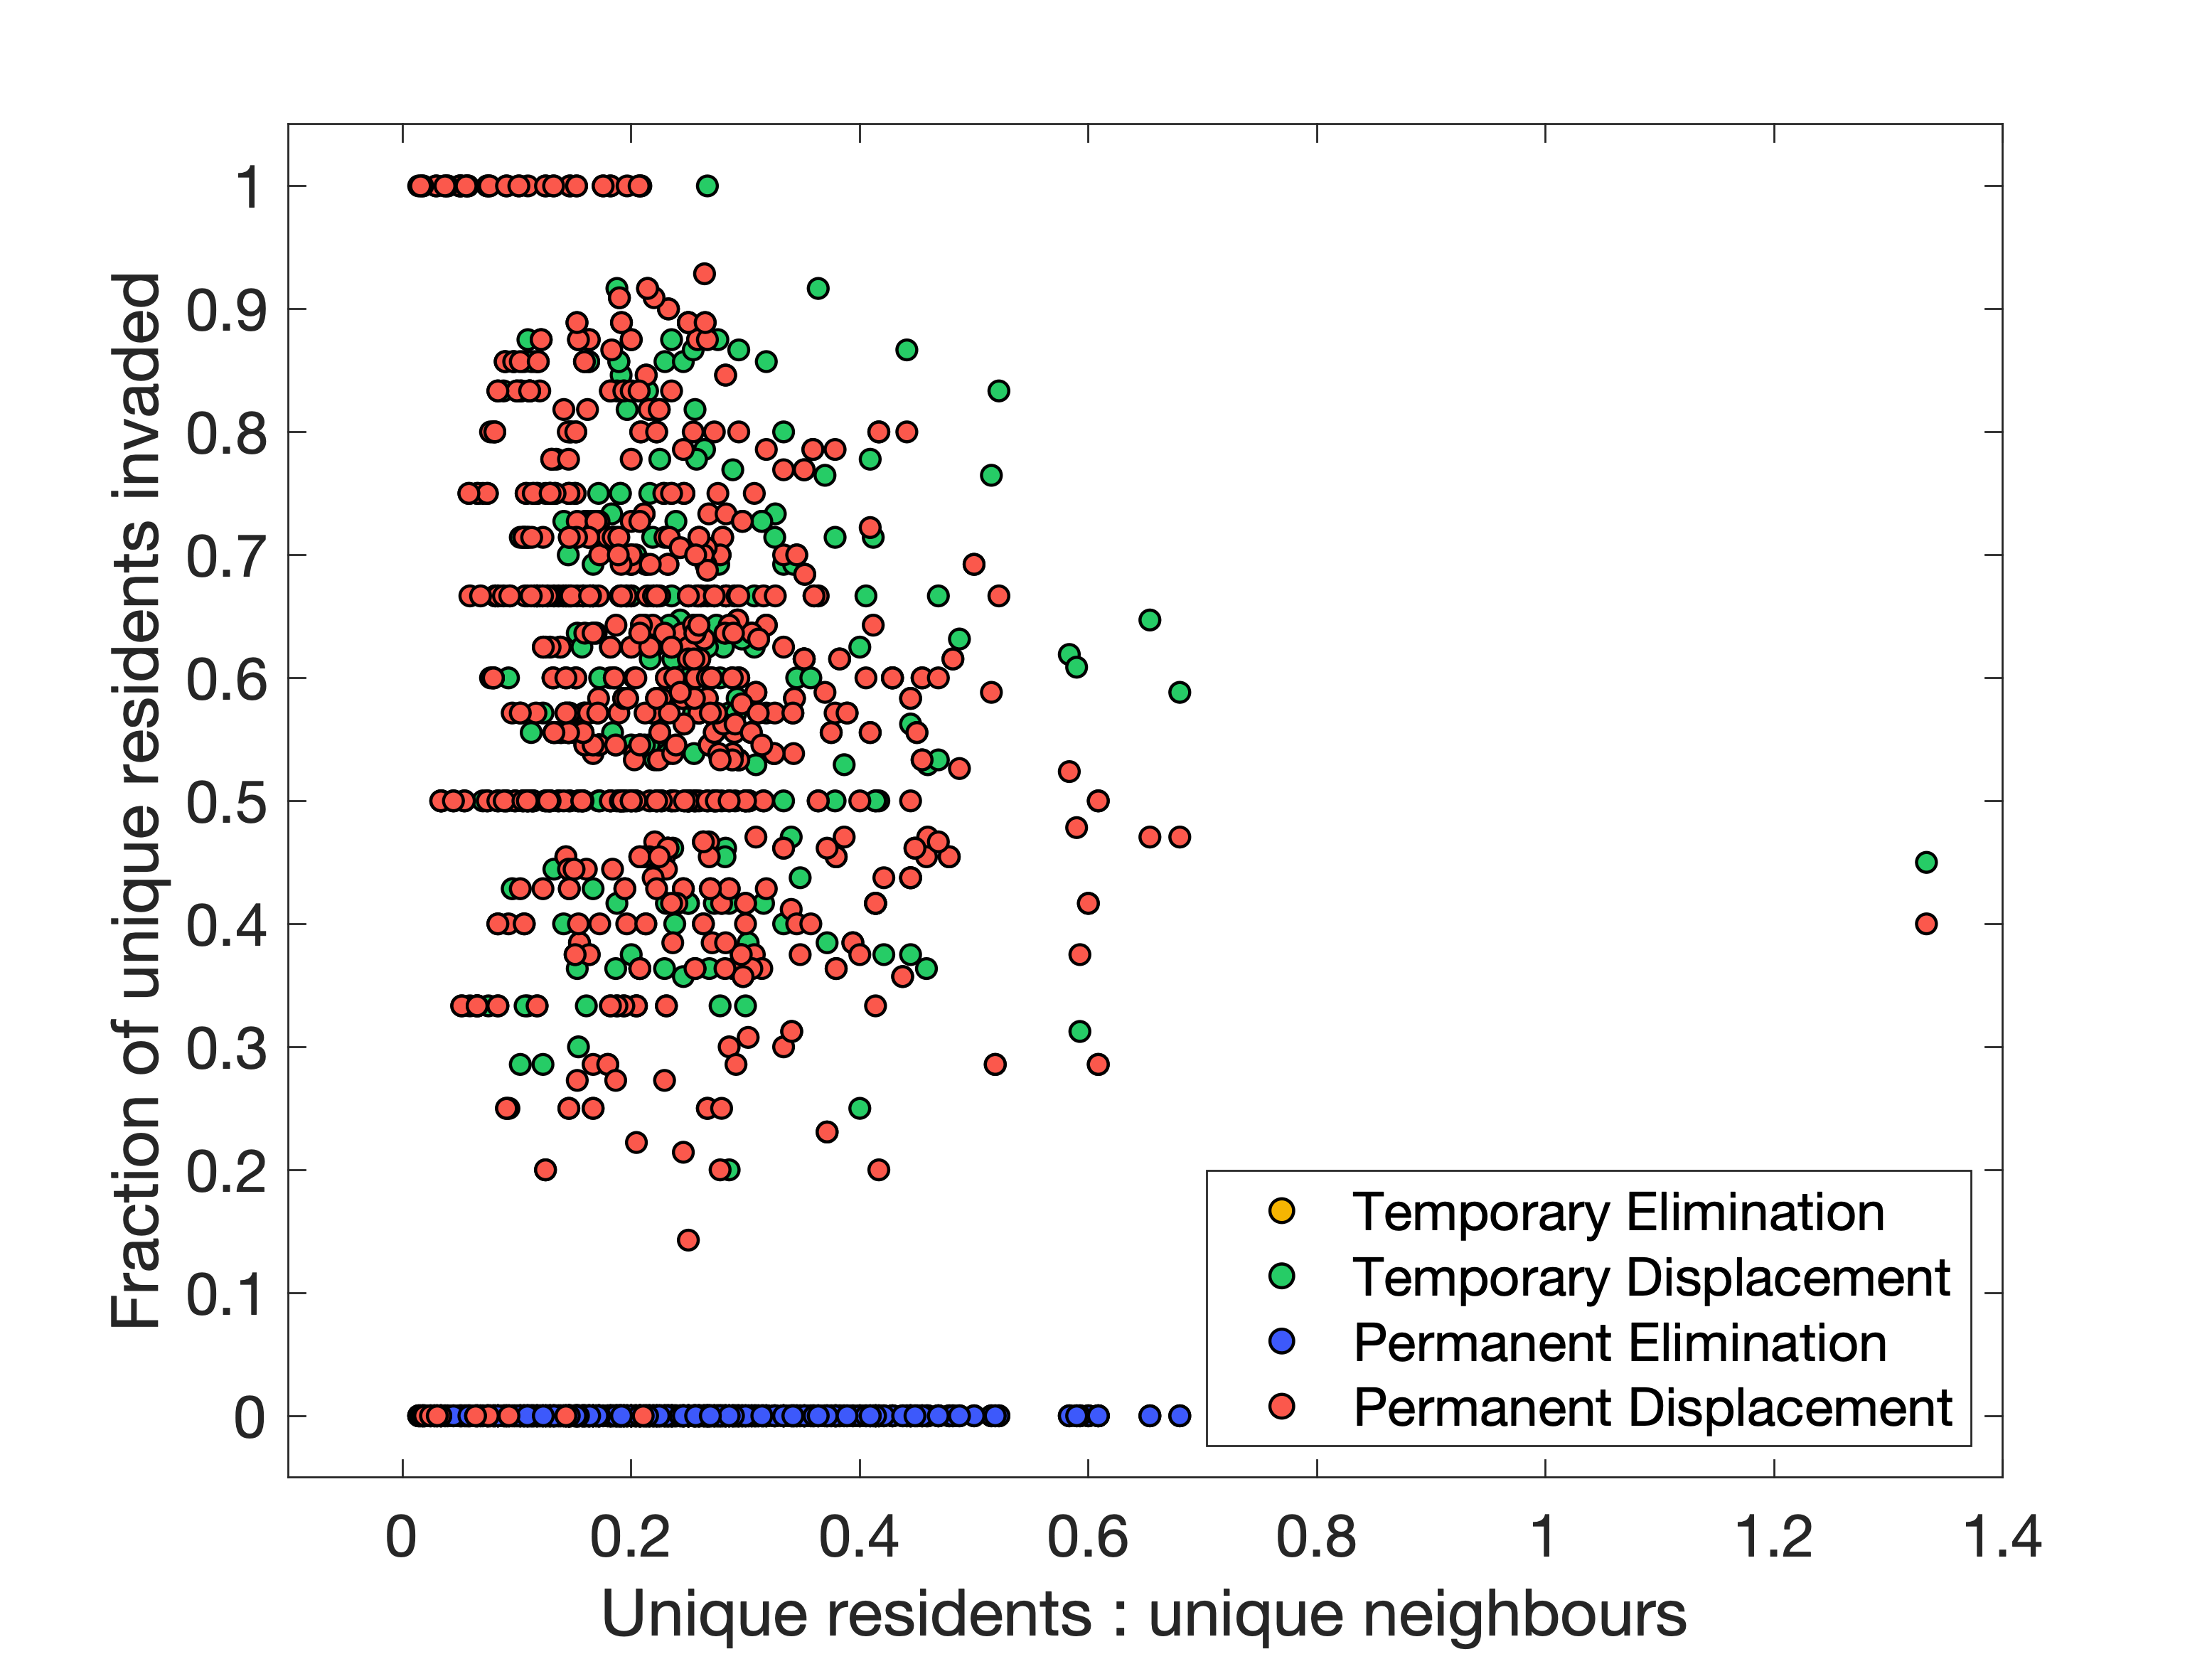 Fraction of unique residents invaded
1
0.9
0.8
0.7
0.6
0.5
0.4
0.3
0.2
0.1
0
Temporary Elimination
Temporary Displacement
Permanent Elimination
Permanent Displacement
0 0.2 0.4 0.6 0.8 1 1.2 1.4
Unique residents : unique neighbours